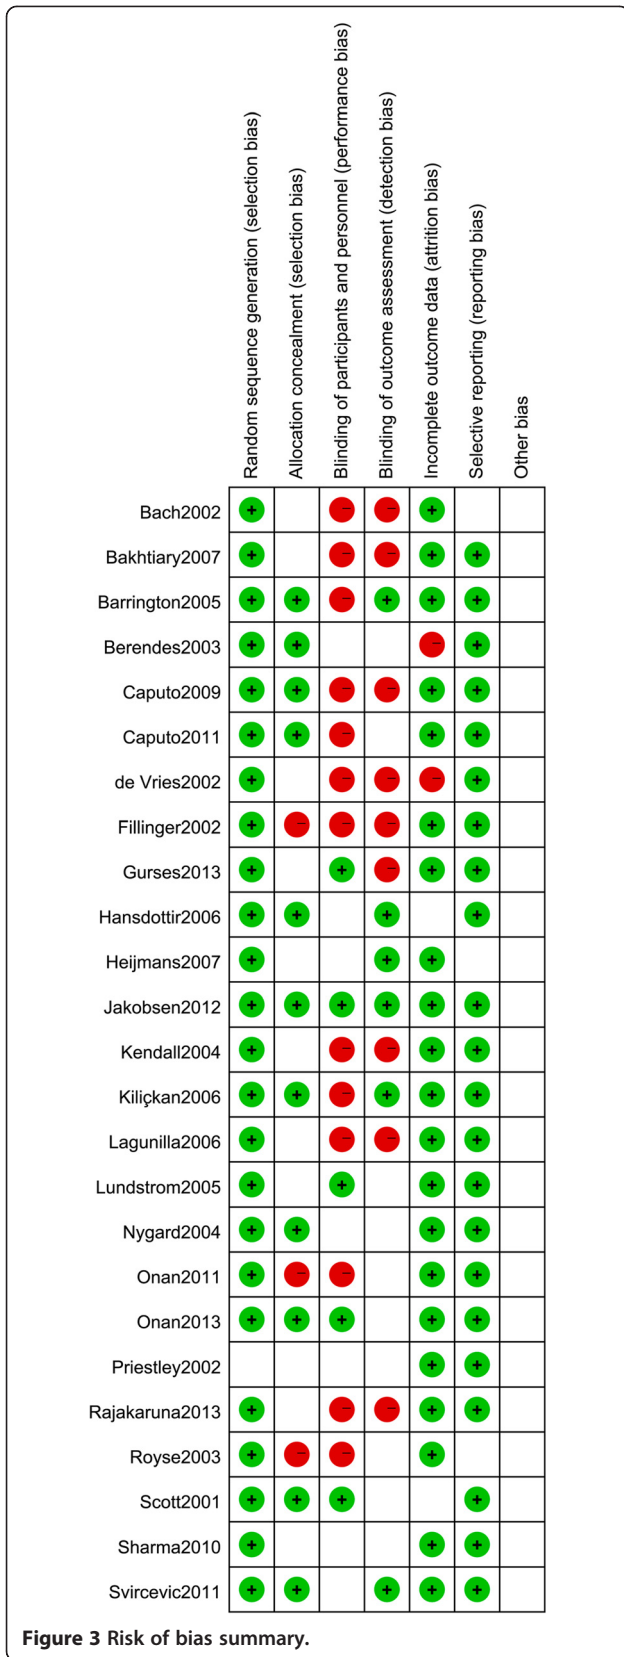 Random sequence generation (selection bias)
Allocation concealment (selection bias)
Blinding of participants and personnel (performance bias)
Blinding of outcome assessment (detection bias)
Incomplete outcome data (attrition bias)
Selective reporting (reporting bias)
Other bias
Bach2002 + - - +
Bakhtiary2007 + - - + +
Barrington2005 + + - + + +
Berendes2003 + + - +
Caputo2009 + + - - + +
Caputo2011 + + - + +
de Vries2002 + - - - +
Fillinger2002 + - - - + +
Gurses2013 + + - + +
Hansdottir2006 + + + +
Heijmans2007 + + +
Jakobsen2012 + + + + + +
Kendall2004 + - - + +
Kiliçkan2006 + + - + + +
Lagunilla2006 + - - + +
Lundstrom2005 + + + +
Nygard2004 + + + +
Onan2011 + - - + +
Onan2013 + + + + +
Priestley2002 + +
Rajakaruna2013 + - - + +
Royse2003 + - - +
Scott2001 + + + +
Sharma2010 + + +
Svircevic2011 + + + + +
Figure 3 Risk of bias summary.